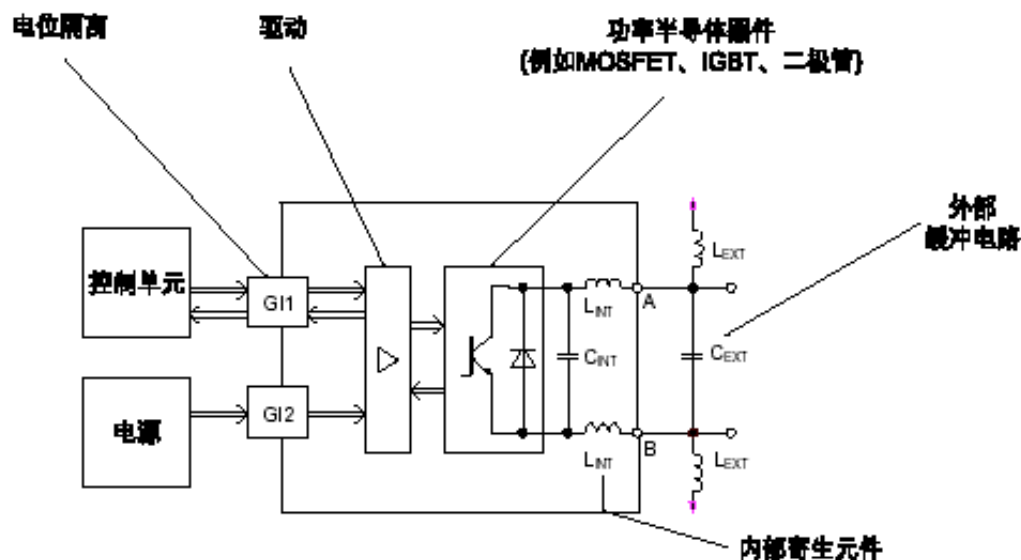 电位隔离
驱动
功率半导体器件
(例如MOSFET、IGBT、二极管)
外部
缓冲电路
控制单元
GI1
电源
GI2
LINT
A
LEXT
CINT
CEXT
LINT
B
LEXT
内部寄生元件